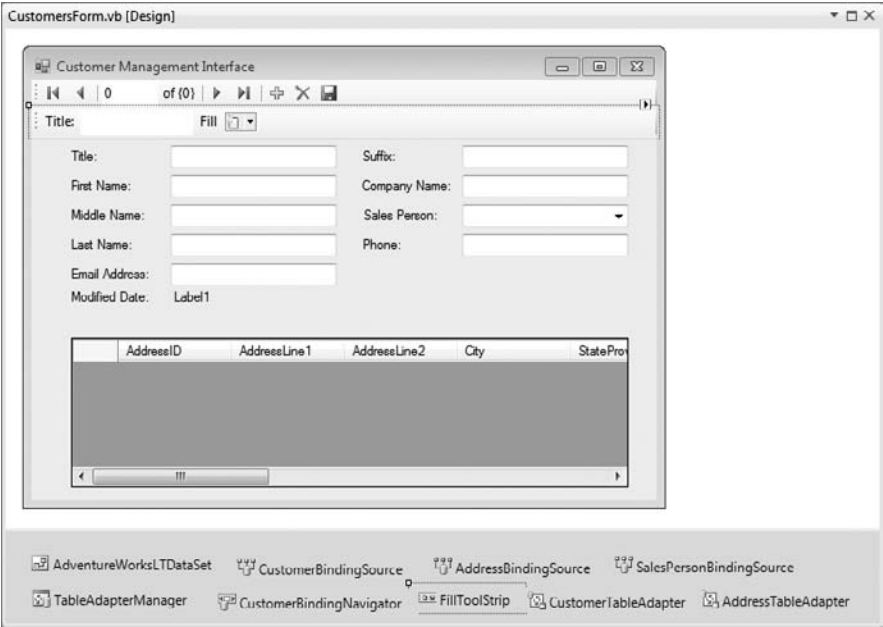 CustomersForm.vb [Design]
Customer Management Interface
0 of {0}
Title: Fill
Title: Suffix:
First Name: Company Name:
Middle Name: Sales Person:
Last Name: Phone:
Email Address:
Modified Date: Label1
AddressID AddressLine1 AddressLine2 City StateProv
AdventureWorksLTDataSet CustomerBindingSource AddressBindingSource SalesPersonBindingSource
TableAdapterManager CustomerBindingNavigator FillToolStrip CustomerTableAdapter AddressTableAdapter